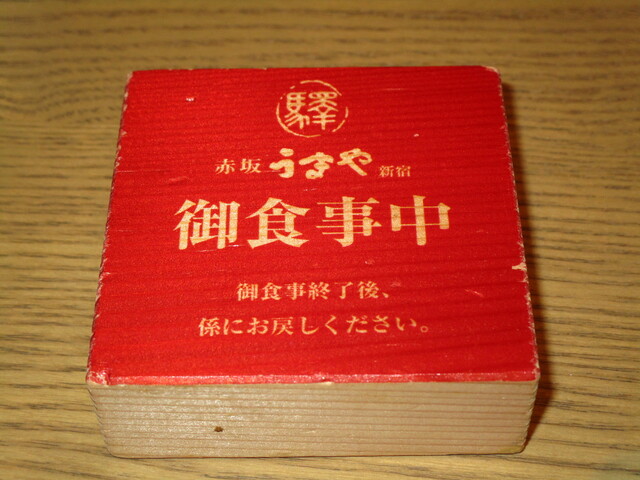 驛
赤坂 うまや 新宿
御食事中
御食事終了後、
係にお戻しください。